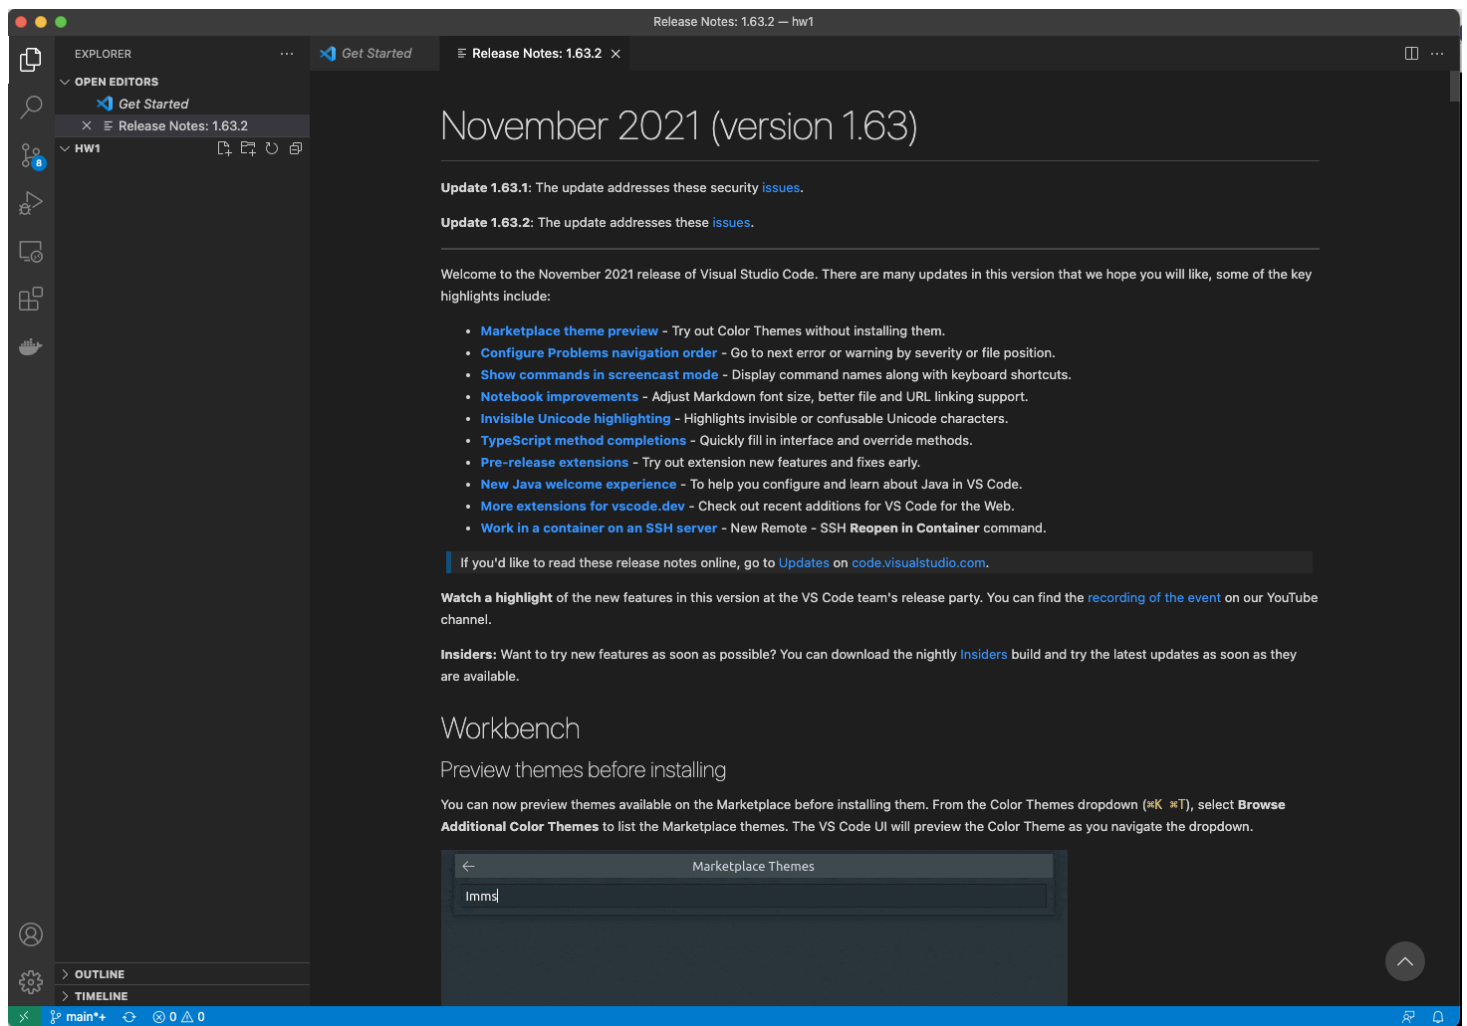 Release Notes: 1.63.2 — hw1
EXPLORER
Get Started
Release Notes: 1.63.2
OPEN EDITORS
Get Started
Release Notes: 1.63.2
HW1
8
November 2021 (version 1.63)
Update 1.63.1: The update addresses these security issues.
Update 1.63.2: The update addresses these issues.
Welcome to the November 2021 release of Visual Studio Code. There are many updates in this version that we hope you will like, some of the key
highlights include:
• Marketplace theme preview - Try out Color Themes without installing them.
• Configure Problems navigation order - Go to next error or warning by severity or file position.
• Show commands in screencast mode - Display command names along with keyboard shortcuts.
• Notebook improvements - Adjust Markdown font size, better file and URL linking support.
• Invisible Unicode highlighting - Highlights invisible or confusable Unicode characters.
• TypeScript method completions - Quickly fill in interface and override methods.
• Pre-release extensions - Try out extension new features and fixes early.
• New Java welcome experience - To help you configure and learn about Java in VS Code.
• More extensions for vscode.dev - Check out recent additions for VS Code for the Web.
• Work in a container on an SSH server - New Remote - SSH Reopen in Container command.
If you'd like to read these release notes online, go to Updates on code.visualstudio.com.
Watch a highlight of the new features in this version at the VS Code team's release party. You can find the recording of the event on our YouTube
channel.
Insiders: Want to try new features as soon as possible? You can download the nightly Insiders build and try the latest updates as soon as they
are available.
Workbench
Preview themes before installing
You can now preview themes available on the Marketplace before installing them. From the Color Themes dropdown (⌘K ⌘T), select Browse
Additional Color Themes to list the Marketplace themes. The VS Code UI will preview the Color Theme as you navigate the dropdown.
Marketplace Themes
Imms
OUTLINE
TIMELINE
main*+
0
0